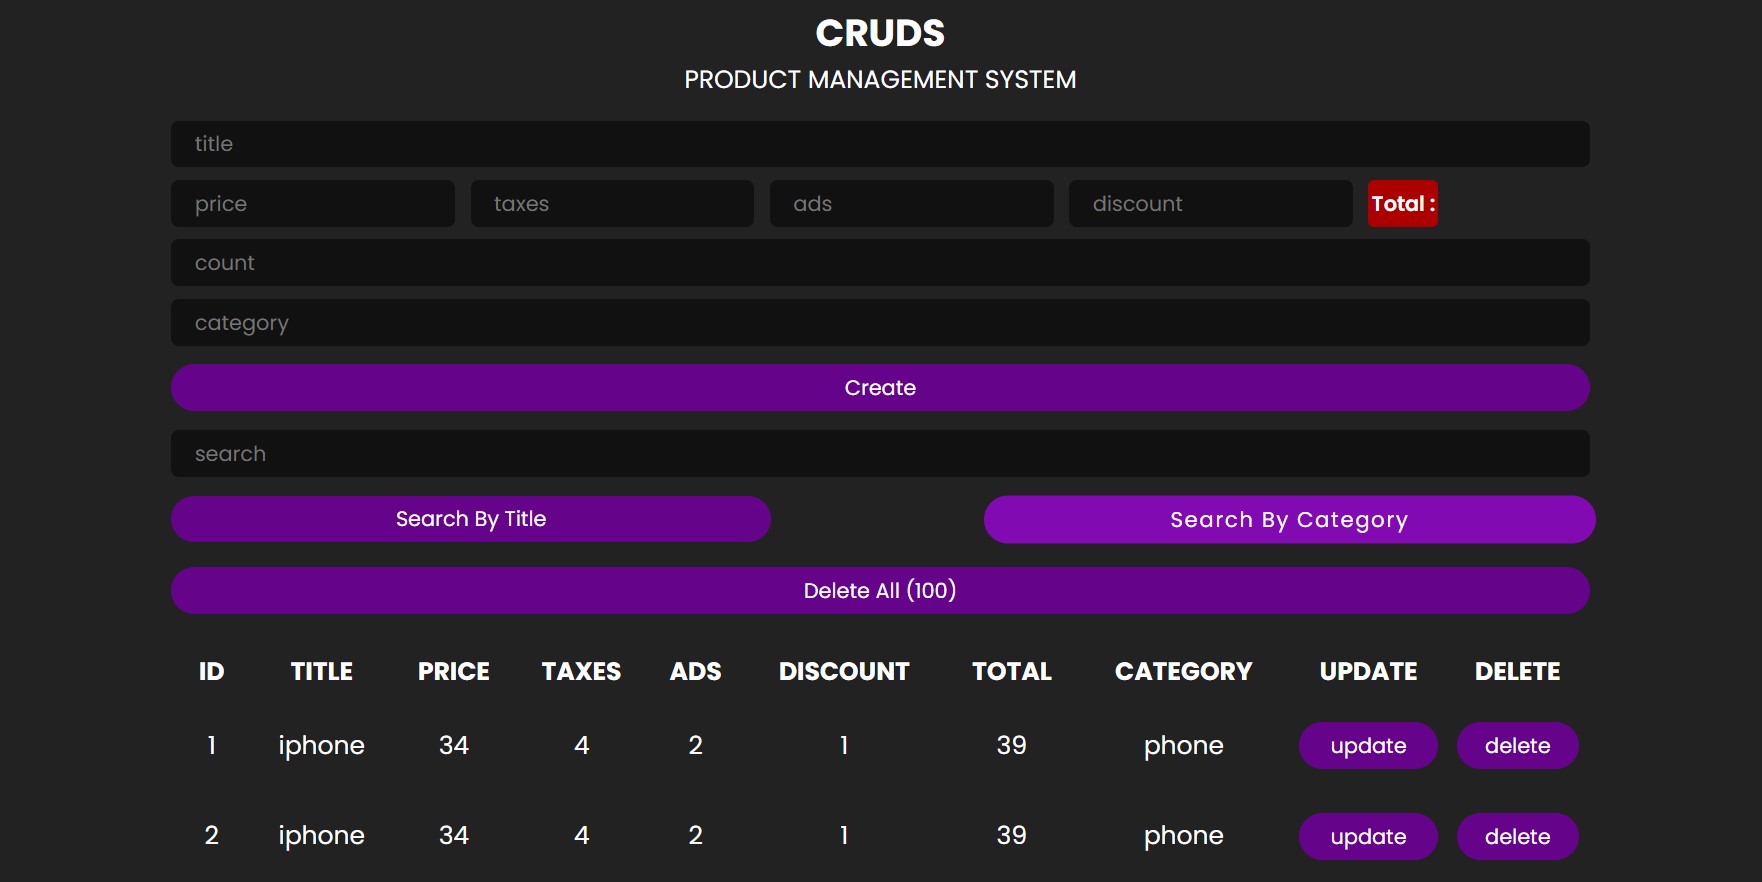 CRUDS
PRODUCT MANAGEMENT SYSTEM
title
price taxes ads discount Total :
count
category
Create
search
Search By Title Search By Category
Delete All (100)
ID TITLE PRICE TAXES ADS DISCOUNT TOTAL CATEGORY UPDATE DELETE
1 iphone 34 4 2 1 39 phone update delete
2 iphone 34 4 2 1 39 phone update delete